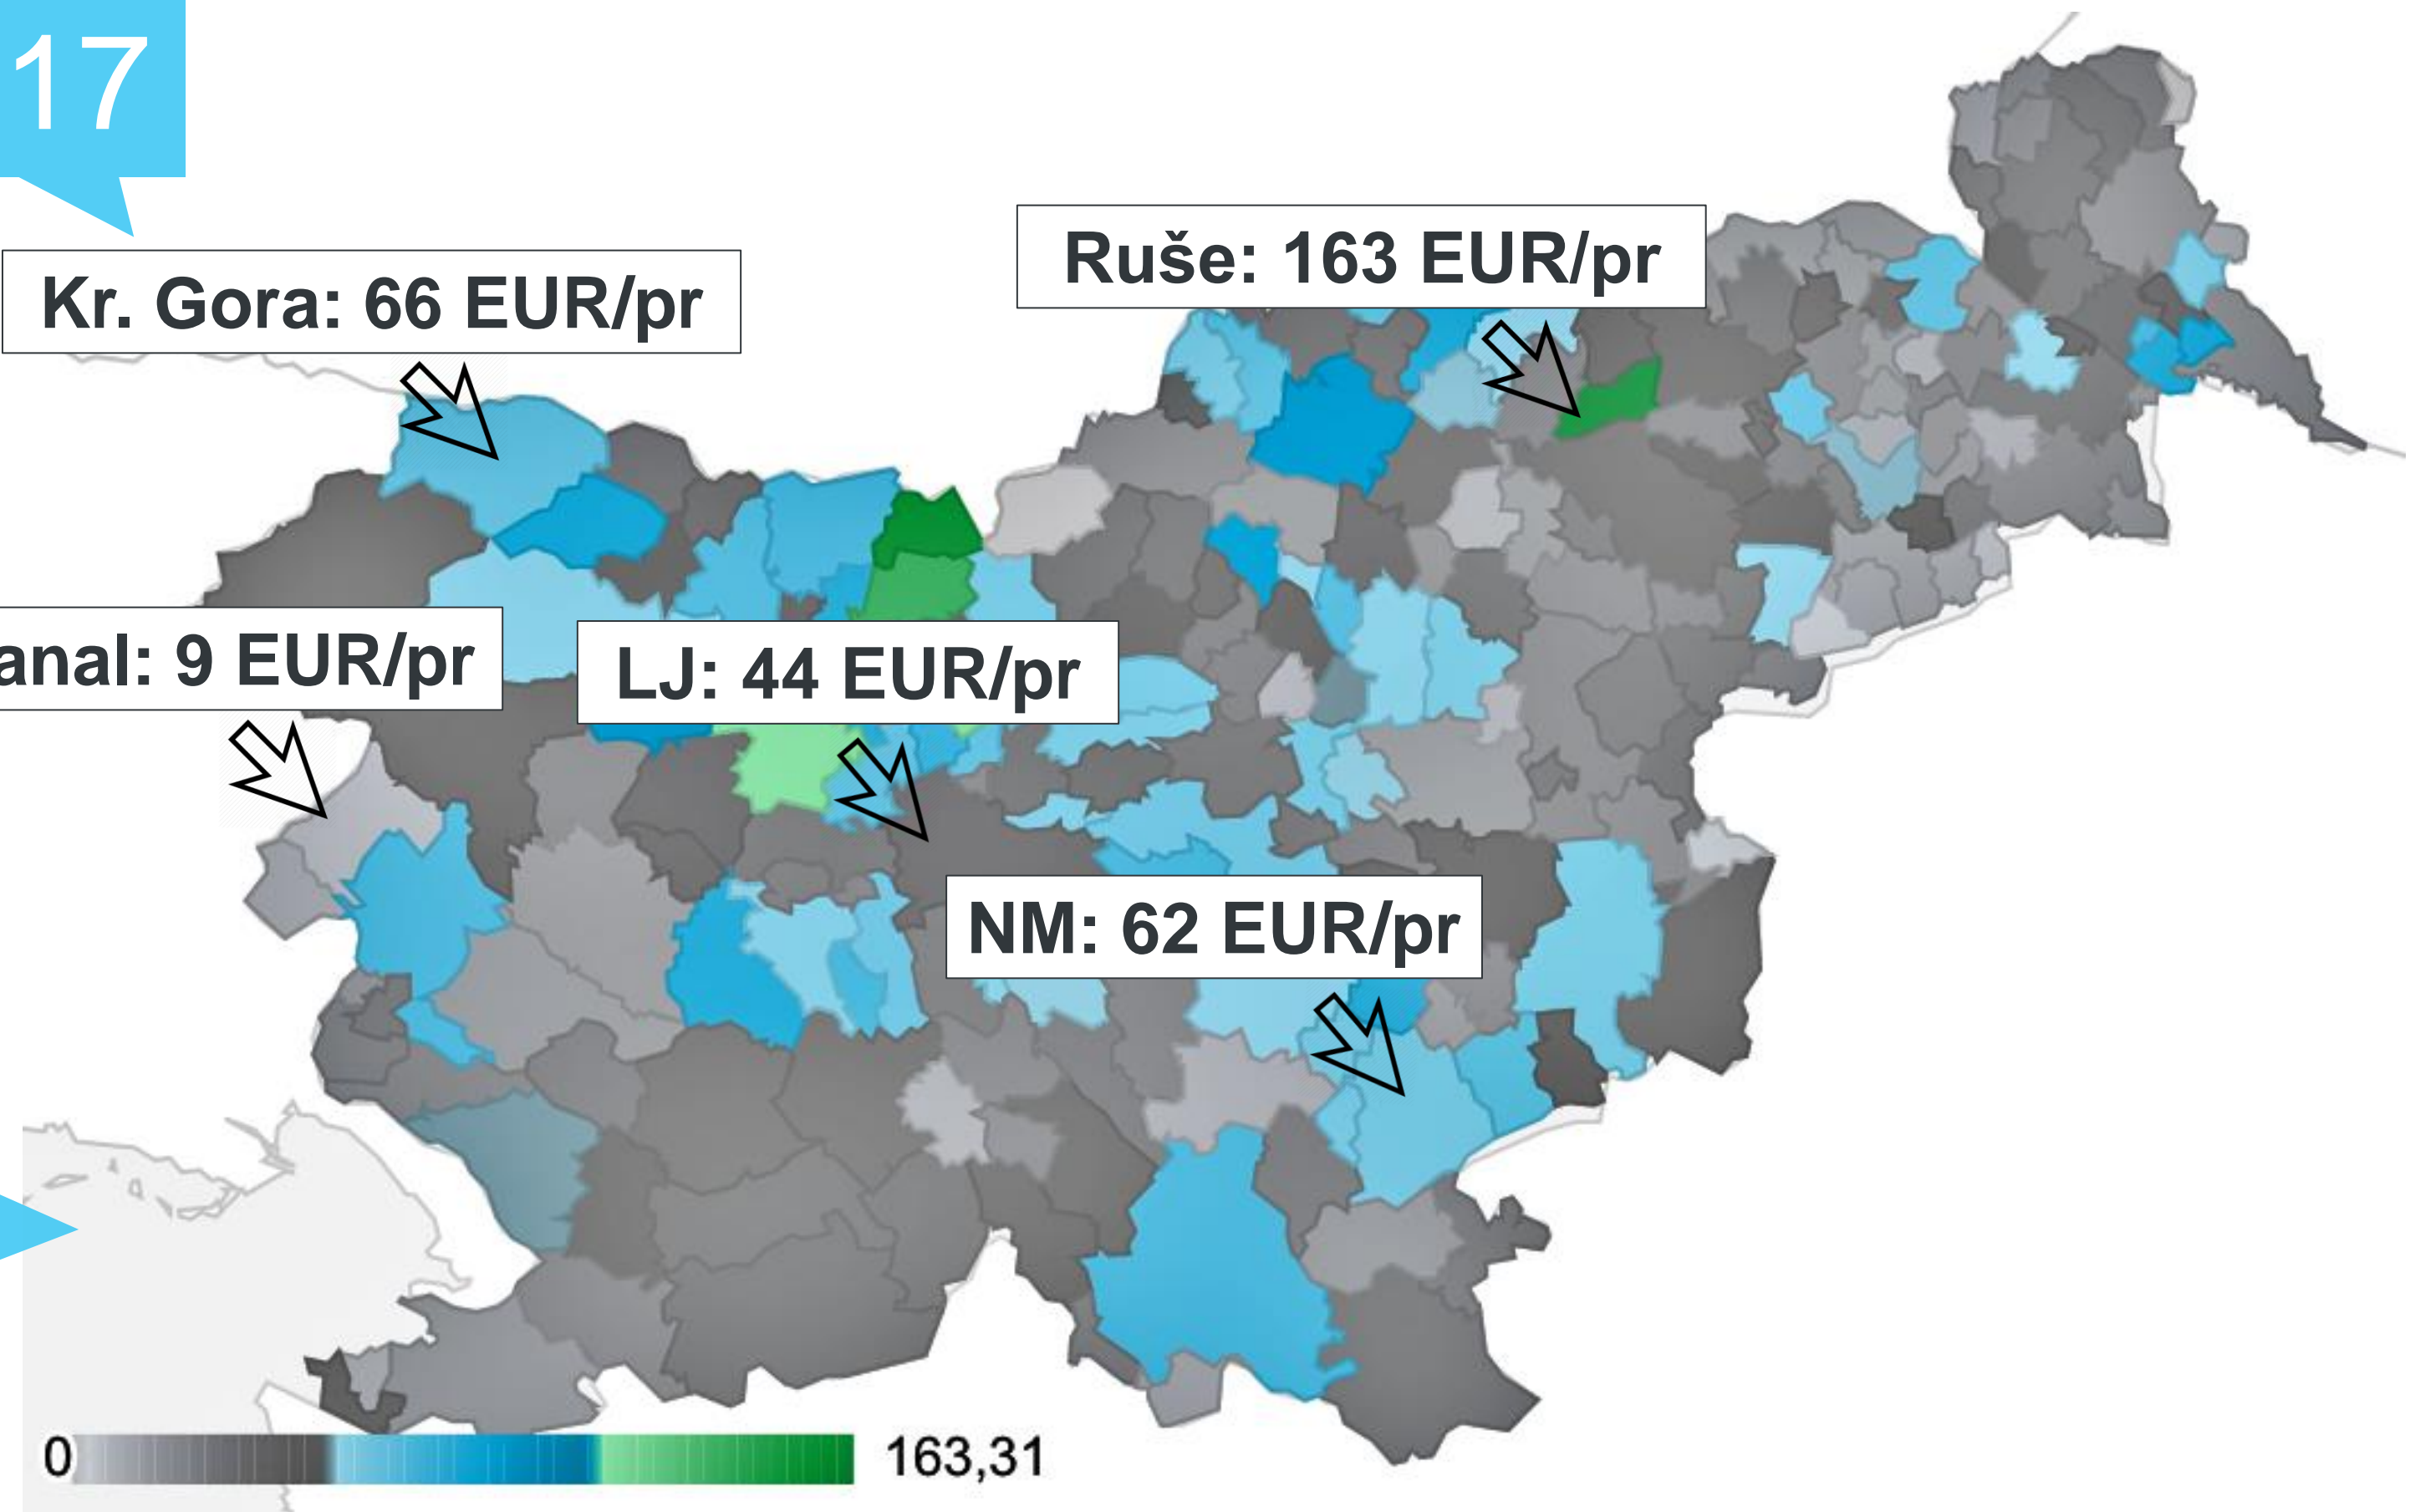 17
Kr. Gora: 66 EUR/pr
Ruše: 163 EUR/pr
anal: 9 EUR/pr
LJ: 44 EUR/pr
NM: 62 EUR/pr
0
163,31